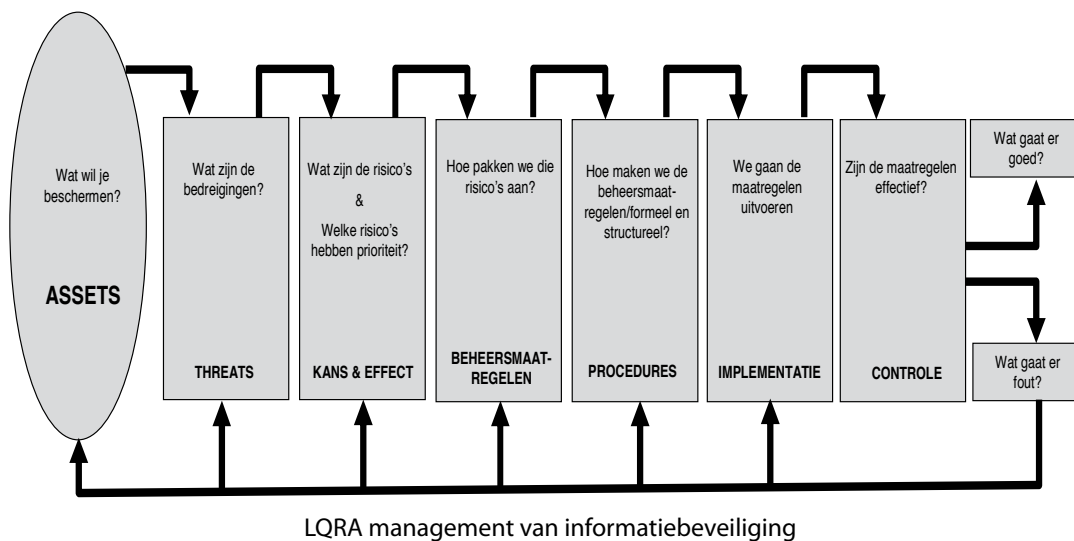 Wat wil je
beschermen?
ASSETS
Wat zijn de
bedreigingen?
THREATS
Wat zijn de risico's
&
Welke risico's
hebben prioriteit?
KANS & EFFECT
Hoe pakken we die
risico's aan?
BEHEERSMAAT-
REGELEN
Hoe maken we de
beheersmaat-
regelen/formeel en
structureel?
PROCEDURES
We gaan de
maatregelen
uitvoeren
IMPLEMENTATIE
Zijn de maatregelen
effectief?
CONTROLE
Wat gaat er
goed?
Wat gaat er
fout?
LQRA management van informatiebeveiliging